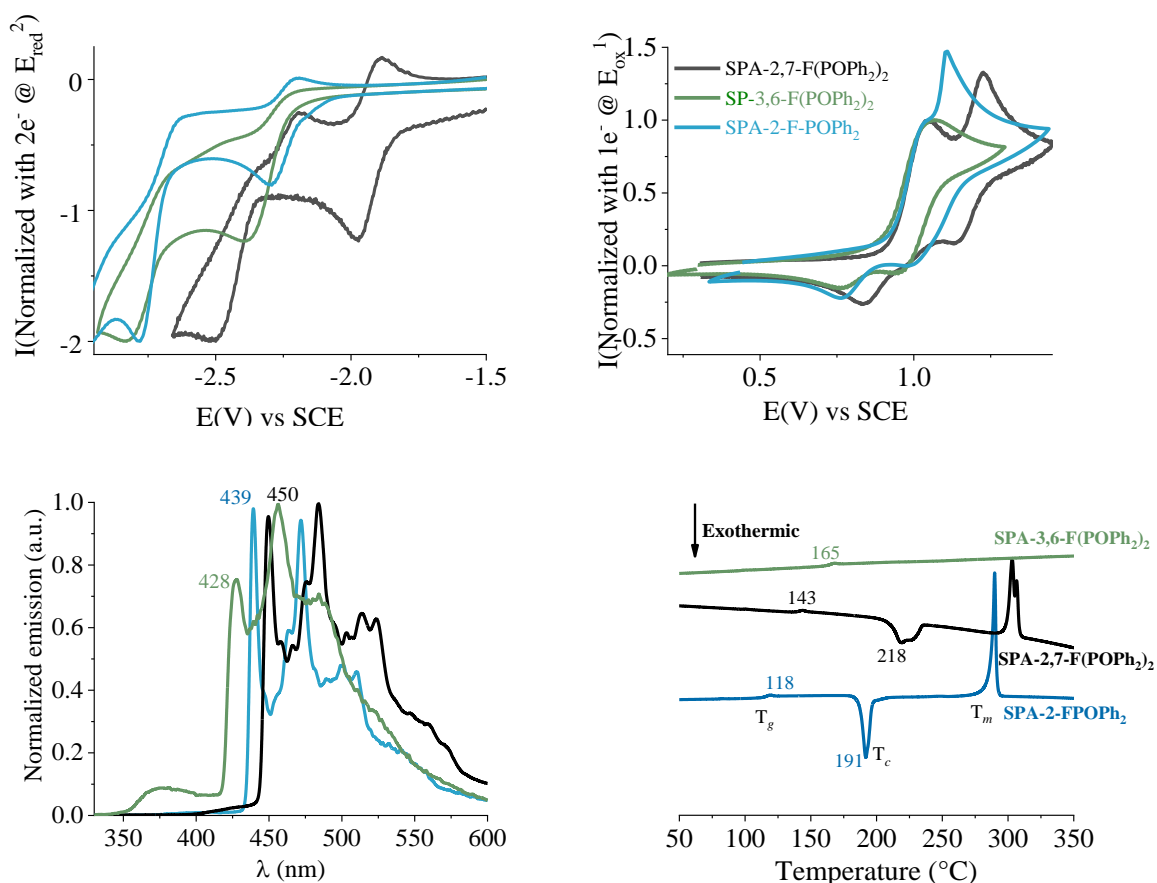 I(Normalized with 2e⁻ @ E_red²)
0
-1
-2
-2.5 -2.0 -1.5
E(V) vs SCE
I(Normalized with 1e⁻ @ E_ox¹)
1.5
1.0
0.5
0.0
-0.5
SPA-2,7-F(POPh₂)₂
SP-3,6-F(POPh₂)₂
SPA-2-F-POPh₂
0.5 1.0
E(V) vs SCE
Normalized emission (a.u.)
1.0
0.8
0.6
0.4
0.2
0.0
439 450
428
350 400 450 500 550 600
λ (nm)
Exothermic
165
SPA-3,6-F(POPh₂)₂
143
218
SPA-2,7-F(POPh₂)₂
118
T_g
191
T_c
T_m
SPA-2-FPOPh₂
50 100 150 200 250 300 350
Temperature (°C)